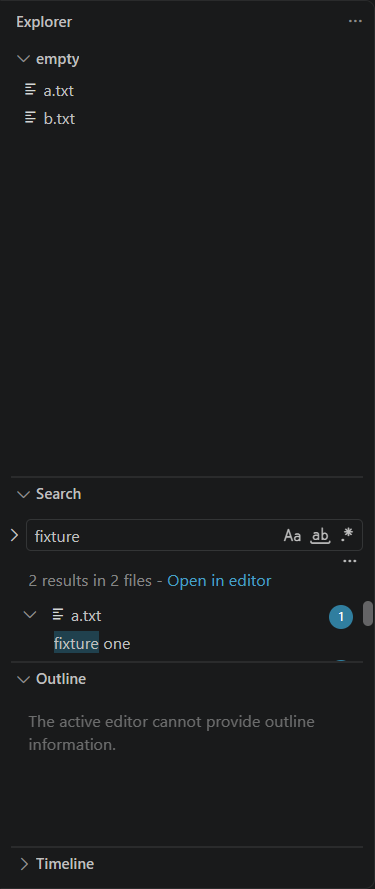 Explorer
empty
a.txt
b.txt
Search
fixture Aa ab .*
2 results in 2 files - Open in editor
a.txt 1
fixture one
Outline
The active editor cannot provide outline
information.
Timeline